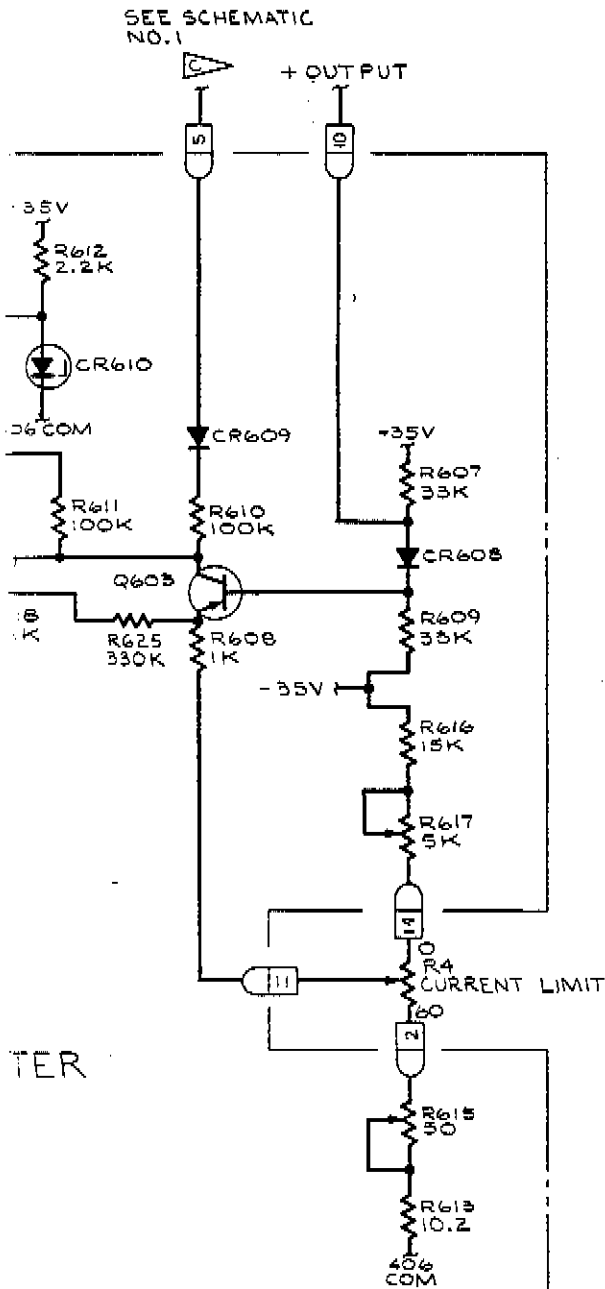 SEE SCHEMATIC
NO.1
C
+ OUTPUT
5
10
35V
R612
2.2K
CR610
06 COM
CR609
+35V
R607
33K
R611
100K
R610
100K
CR608
Q603
R609
33K
8
K
R625
330K
R608
1K
-35V
R616
15K
R617
5K
14
0
R4
CURRENT LIMIT
11
60
2
TER
R615
50
R613
10.2
406
COM